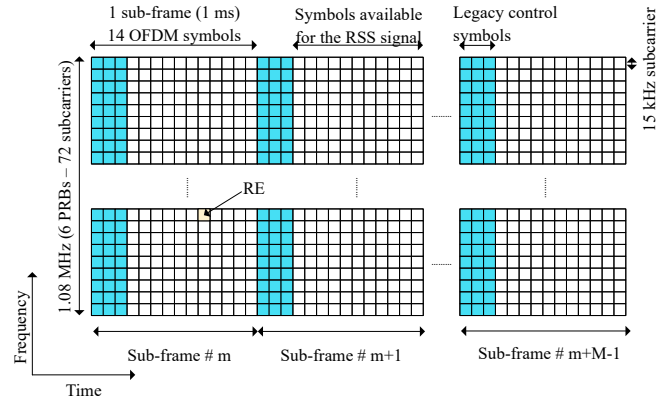 1 sub-frame (1 ms)
14 OFDM symbols
Symbols available
for the RSS signal
Legacy control
symbols
15 kHz subcarrier
1.08 MHz (6 PRBs – 72 subcarriers)
RE
Frequency
Time
Sub-frame # m
Sub-frame # m+1
Sub-frame # m+M-1